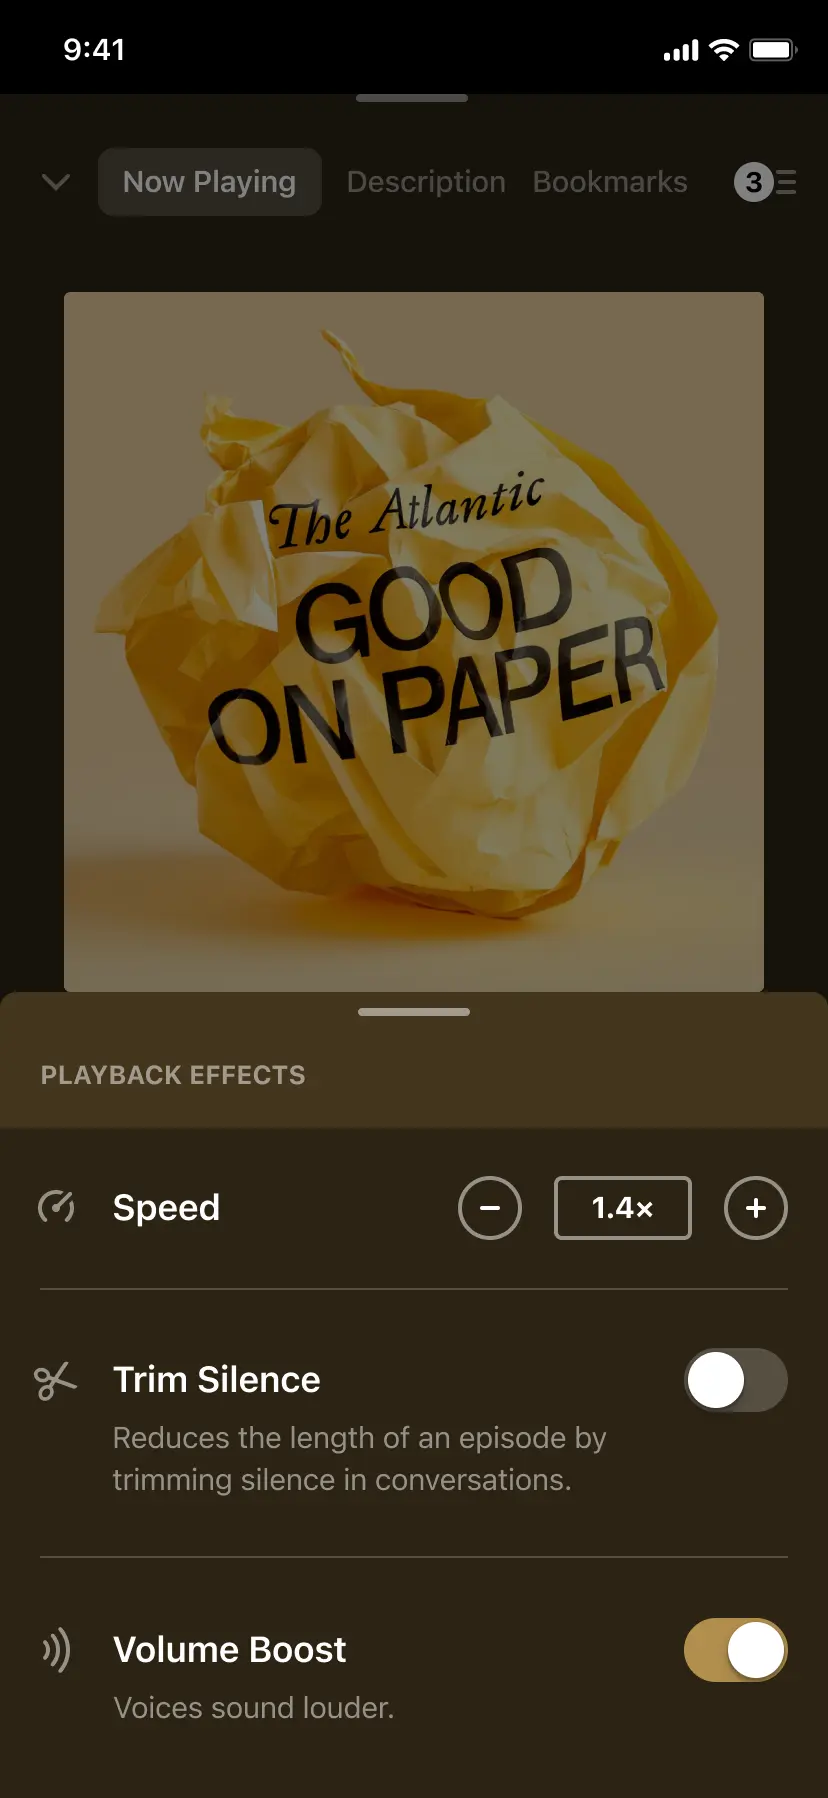 9:41
Now Playing
Description
Bookmarks
3
The Atlantic
GOOD
ON PAPER
PLAYBACK EFFECTS
Speed
1.4×
Trim Silence
Reduces the length of an episode by
trimming silence in conversations.
Volume Boost
Voices sound louder.